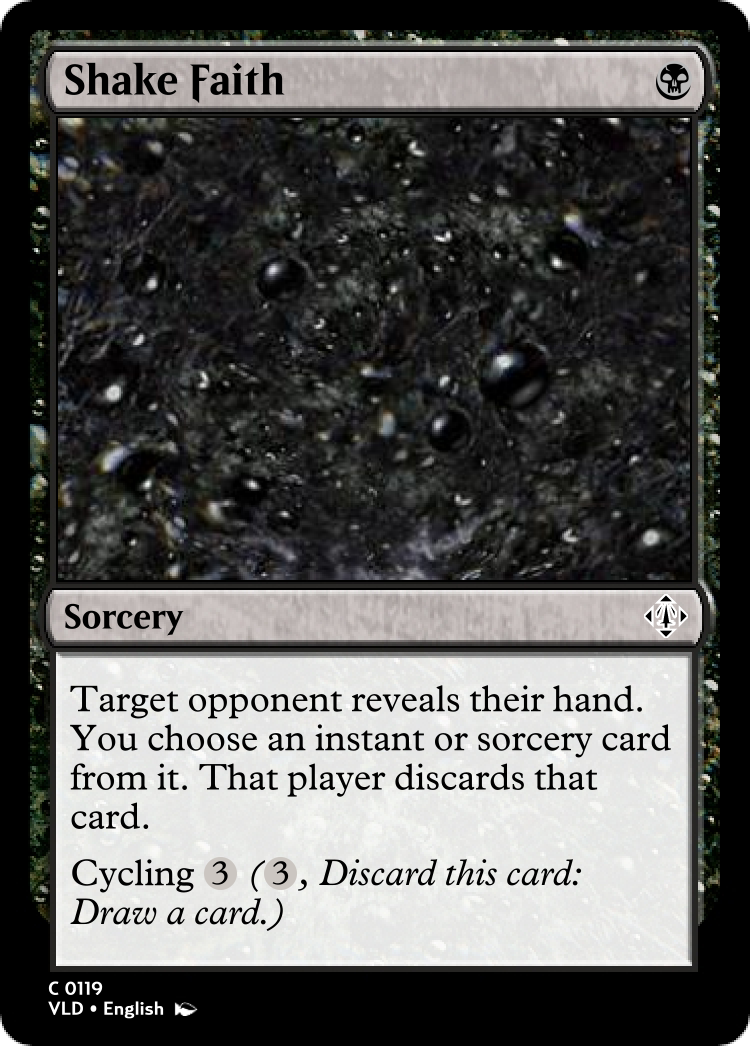 Shake Faith
Sorcery
Target opponent reveals their hand.
You choose an instant or sorcery card
from it. That player discards that
card.
Cycling 3 (3, Discard this card:
Draw a card.)
C 0119
VLD • English